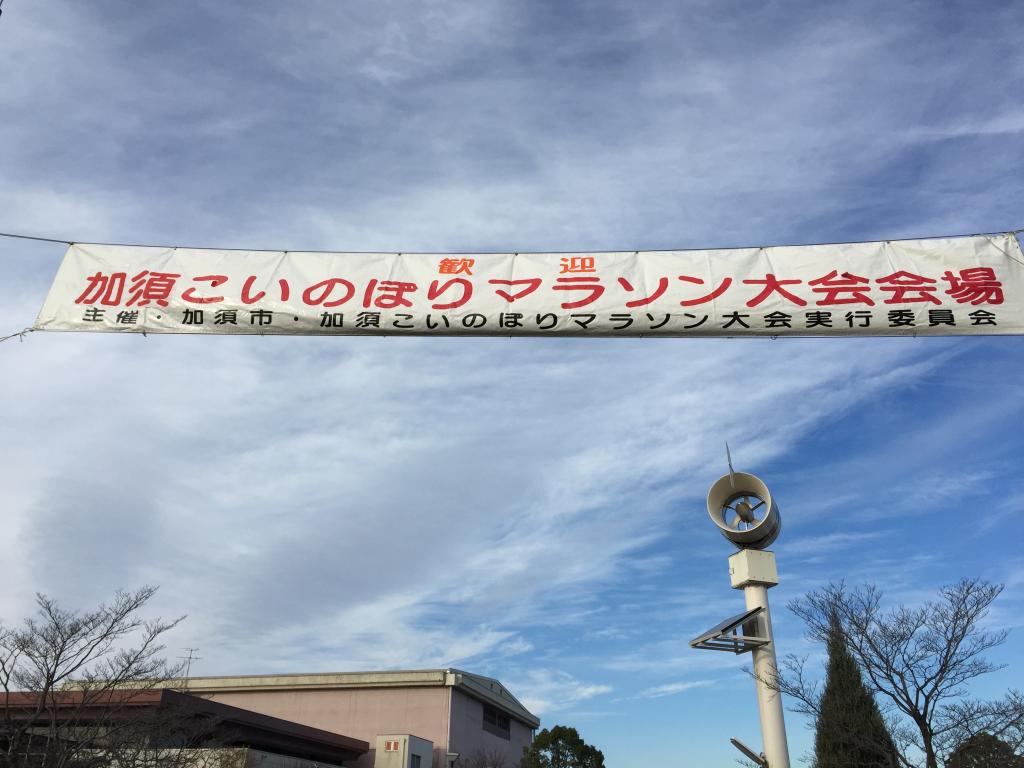 歓迎
加須こいのぼりマラソン大会会場
主催・加須市・加須こいのぼりマラソン大会実行委員会